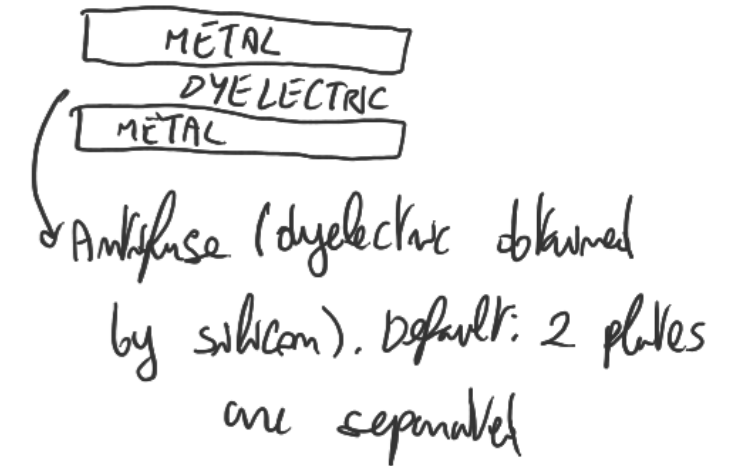 METAL
DYELECTRIC
METAL
Antifuse (dyelectric obtained
by silicon). Default: 2 plates
are separated